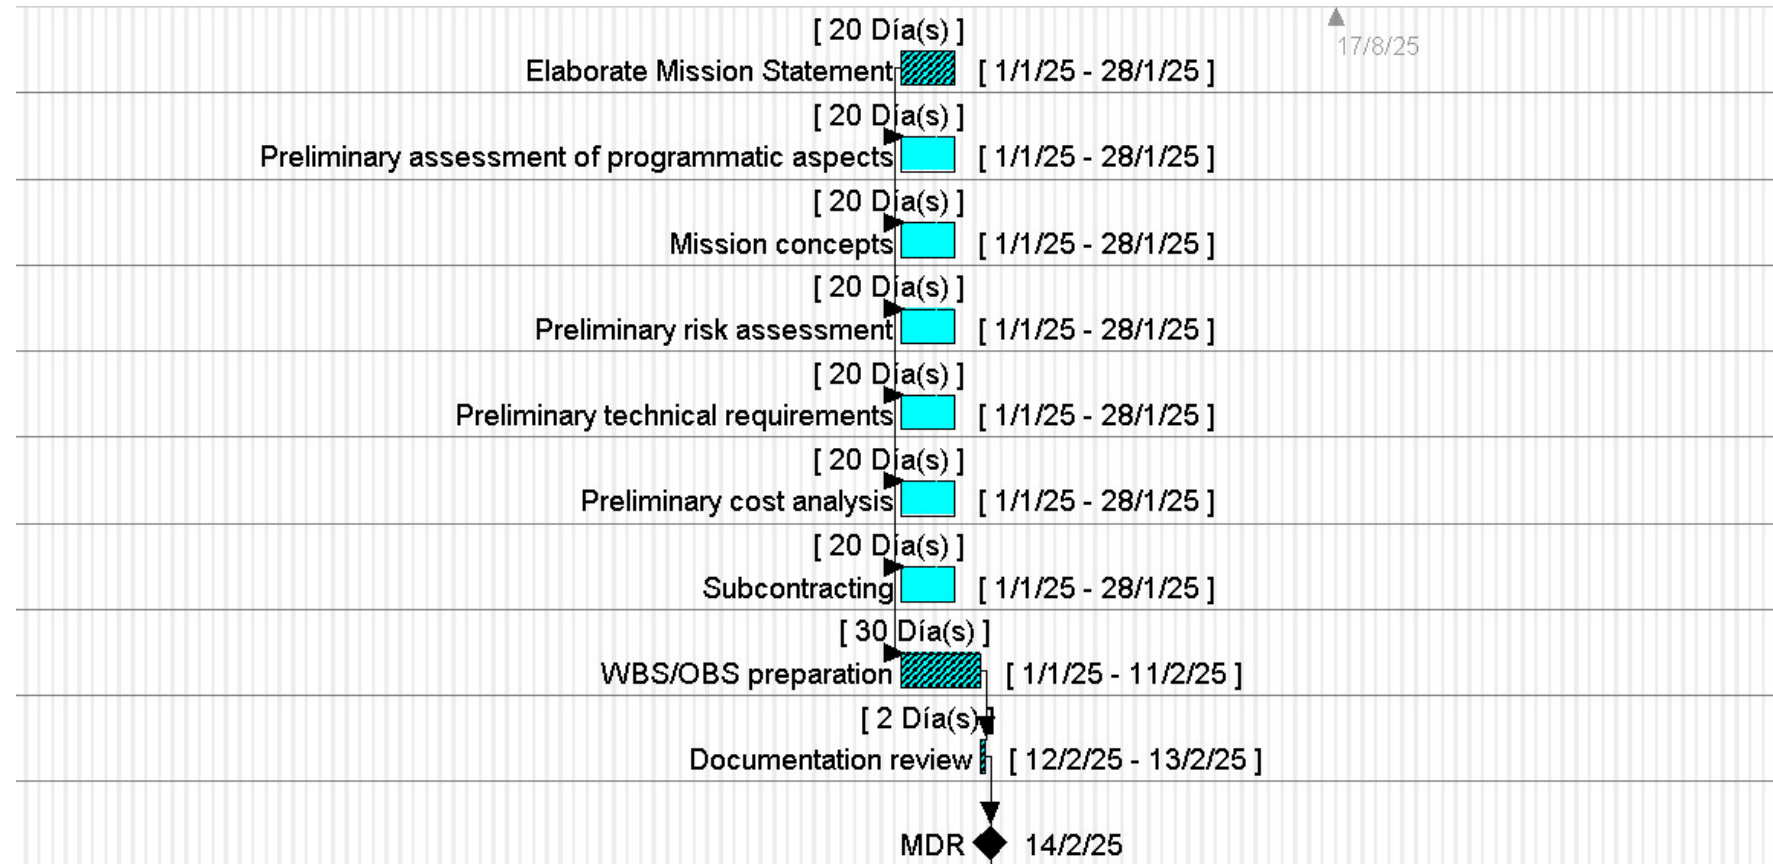 [ 20 Día(s) ]
17/8/25
Elaborate Mission Statement [ 1/1/25 - 28/1/25 ]
[ 20 Día(s) ]
Preliminary assessment of programmatic aspects [ 1/1/25 - 28/1/25 ]
[ 20 Día(s) ]
Mission concepts [ 1/1/25 - 28/1/25 ]
[ 20 Día(s) ]
Preliminary risk assessment [ 1/1/25 - 28/1/25 ]
[ 20 Día(s) ]
Preliminary technical requirements [ 1/1/25 - 28/1/25 ]
[ 20 Día(s) ]
Preliminary cost analysis [ 1/1/25 - 28/1/25 ]
[ 20 Día(s) ]
Subcontracting [ 1/1/25 - 28/1/25 ]
[ 30 Día(s) ]
WBS/OBS preparation [ 1/1/25 - 11/2/25 ]
[ 2 Día(s) ]
Documentation review [ 12/2/25 - 13/2/25 ]
MDR 14/2/25